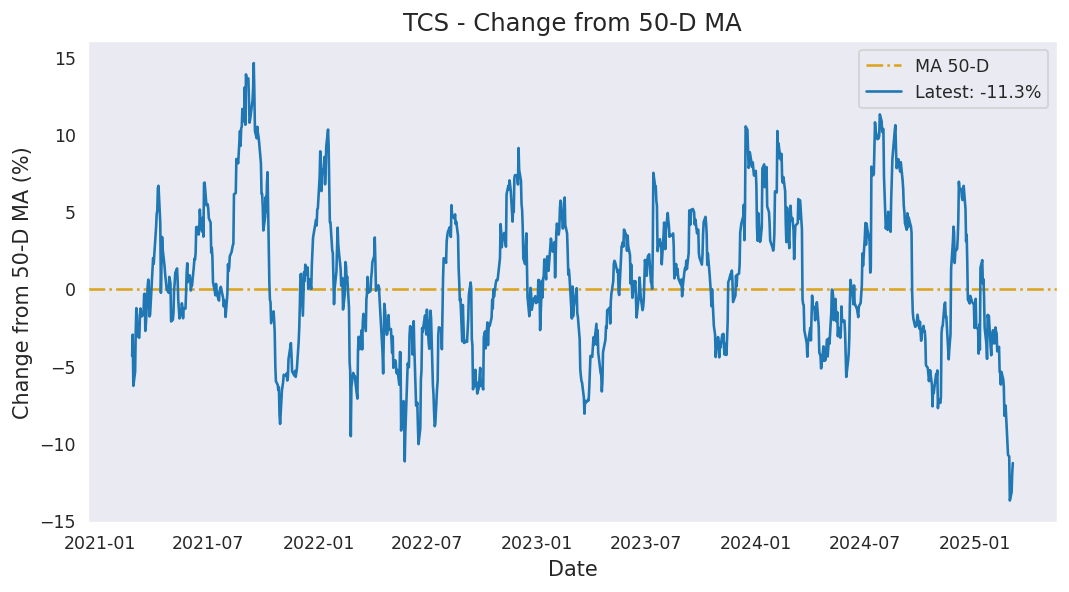 TCS - Change from 50-D MA
MA 50-D
Latest: -11.3%
Change from 50-D MA (%)
15
10
5
0
−5
−10
−15
2021-01 2021-07 2022-01 2022-07 2023-01 2023-07 2024-01 2024-07 2025-01
Date